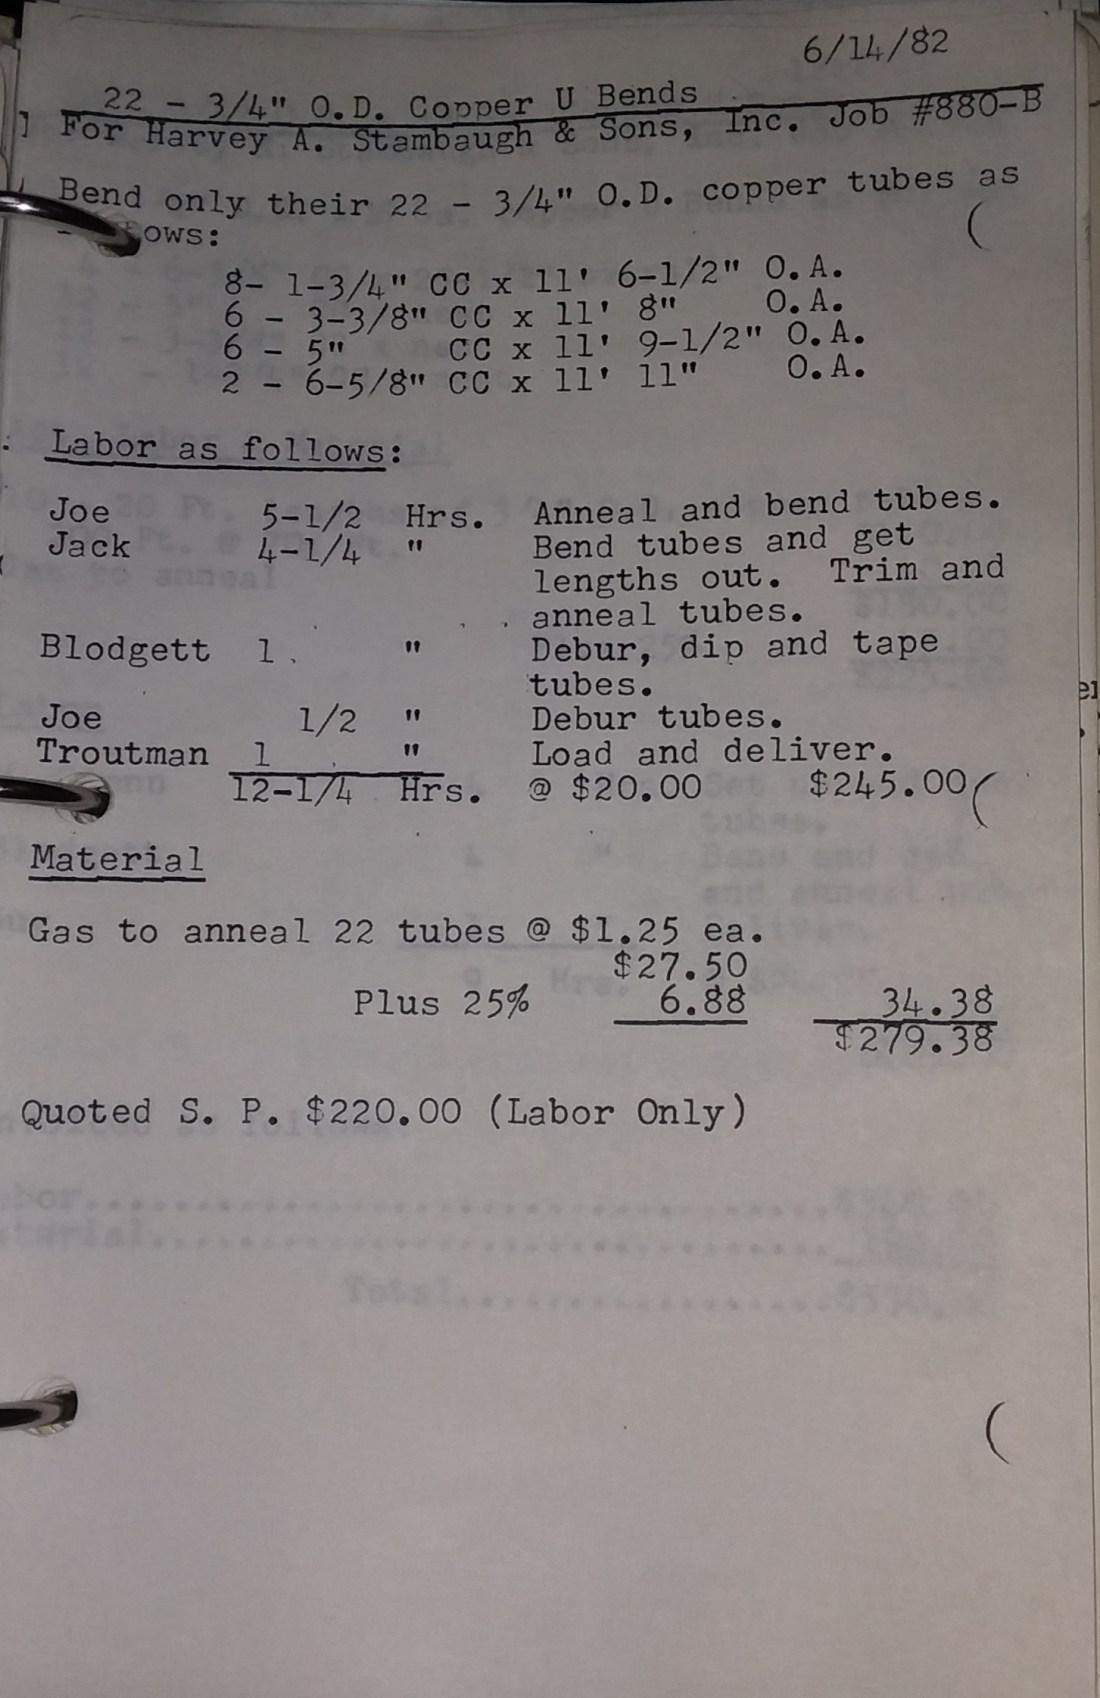 6/14/82
22 - 3/4" O.D. Copper U Bends
For Harvey A. Stambaugh & Sons, Inc. Job #880-B
Bend only their 22 - 3/4" O.D. copper tubes as
ows:
8- 1-3/4" CC x 11' 6-1/2" O.A.
6 - 3-3/8" CC x 11' 8" O.A.
6 - 5" CC x 11' 9-1/2" O.A.
2 - 6-5/8" CC x 11' 11" O.A.
Labor as follows:
Joe 5-1/2 Hrs. Anneal and bend tubes.
Jack 4-1/4 " Bend tubes and get
lengths out. Trim and
anneal tubes.
Blodgett 1 " Debur, dip and tape
tubes.
Joe 1/2 " Debur tubes.
Troutman 1 " Load and deliver.
12-1/4 Hrs. @ $20.00 $245.00
Material
Gas to anneal 22 tubes @ $1.25 ea.
$27.50
Plus 25% 6.88 34.38
$279.38
Quoted S. P. $220.00 (Labor Only)